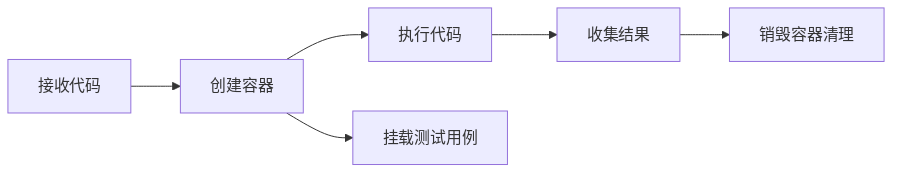 接收代码
创建容器
执行代码
收集结果
销毁容器清理
挂载测试用例